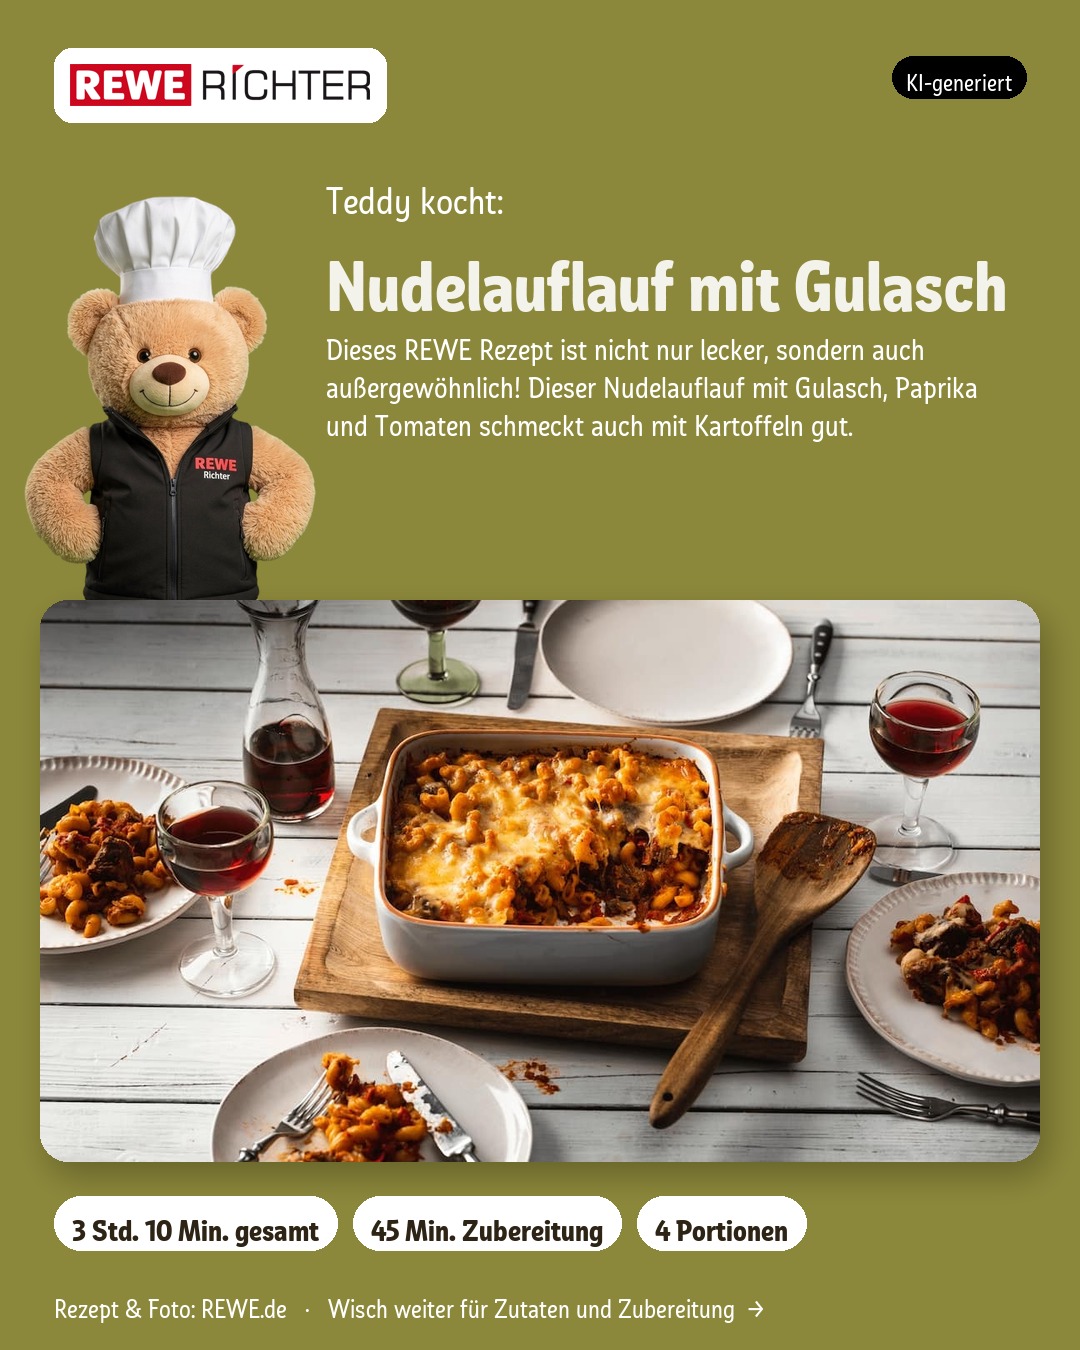 REWE RICHTER
KI-generiert
Teddy kocht:
Nudelauflauf mit Gulasch
Dieses REWE Rezept ist nicht nur lecker, sondern auch
außergewöhnlich! Dieser Nudelauflauf mit Gulasch, Paprika
und Tomaten schmeckt auch mit Kartoffeln gut.
REWE
Richter
3 Std. 10 Min. gesamt
45 Min. Zubereitung
4 Portionen
Rezept & Foto: REWE.de · Wisch weiter für Zutaten und Zubereitung →